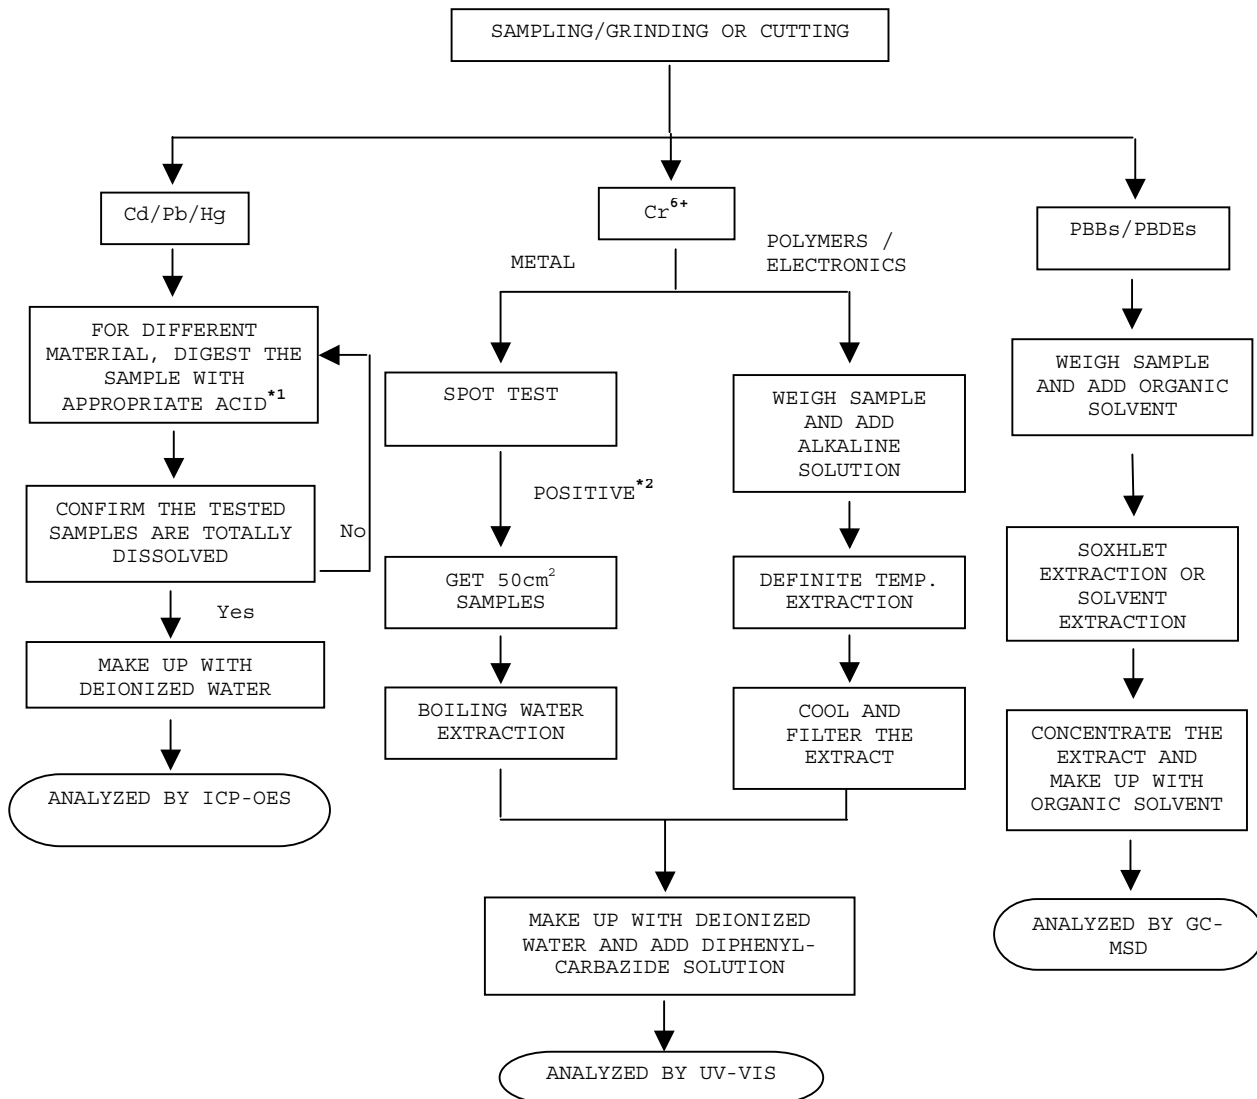 SAMPLING/GRINDING OR CUTTING
Cd/Pb/Hg
FOR DIFFERENT
MATERIAL, DIGEST THE
SAMPLE WITH
APPROPRIATE ACID*1
CONFIRM THE TESTED
SAMPLES ARE TOTALLY
DISSOLVED
No
Yes
MAKE UP WITH
DEIONIZED WATER
ANALYZED BY ICP-OES
Cr6+
METAL
POLYMERS /
ELECTRONICS
SPOT TEST
POSITIVE*2
GET 50cm2
SAMPLES
BOILING WATER
EXTRACTION
WEIGH SAMPLE
AND ADD
ALKALINE
SOLUTION
DEFINITE TEMP.
EXTRACTION
COOL AND
FILTER THE
EXTRACT
MAKE UP WITH DEIONIZED
WATER AND ADD DIPHENYL-
CARBAZIDE SOLUTION
ANALYZED BY UV-VIS
PBBs/PBDEs
WEIGH SAMPLE
AND ADD ORGANIC
SOLVENT
SOXHLET
EXTRACTION OR
SOLVENT
EXTRACTION
CONCENTRATE THE
EXTRACT AND
MAKE UP WITH
ORGANIC SOLVENT
ANALYZED BY GC-
MSD